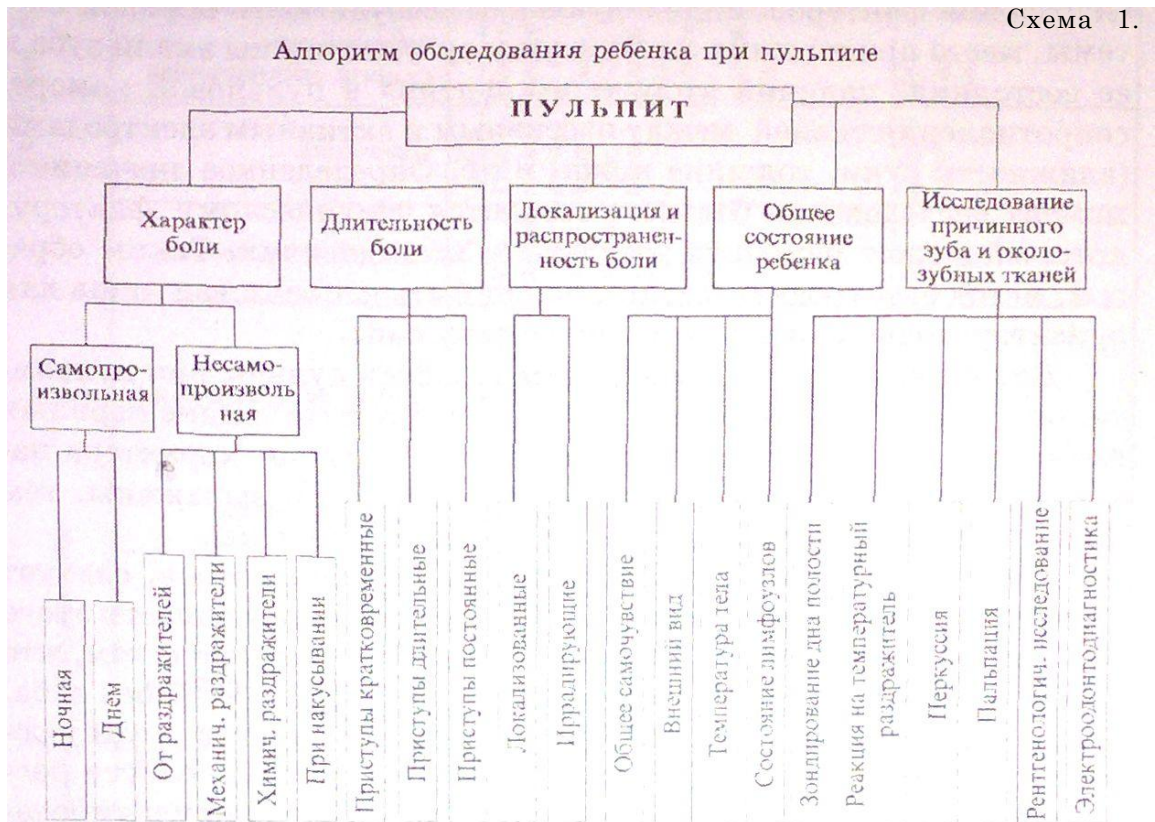 Схема 1.
Алгоритм обследования ребенка при пульпите
ПУЛЬПИТ
Характер
боли
Длительность
боли
Локализация и
распространен-
ность боли
Общее
состояние
ребенка
Исследование
причинного
зуба и около-
зубных тканей
Самопро-
извольная
Несамо-
произволь
ная
Ночная
Днем
От раздражителей
Механич. раздражители
Химич. раздражители
При накусывании
Приступы кратковременные
Приступы длительные
Приступы постоянные
Локализованные
Иррадирующие
Общее самочувствие
Внешний вид
Температура тела
Состояние лимфоузлов
Зондирование дна полости
Реакция на температурный
раздражитель
Перкуссия
Пальпация
Рентгенологич. исследование
Электроодонтодиагностика